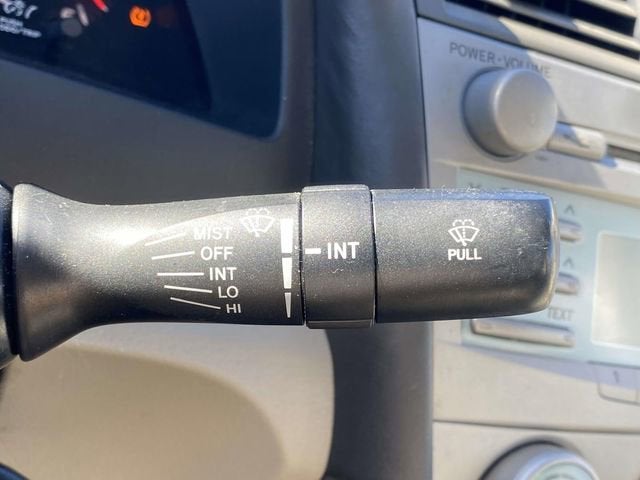 POWER·VOLUME
MIST
OFF
INT
LO
HI
INT
PULL
TEXT
1